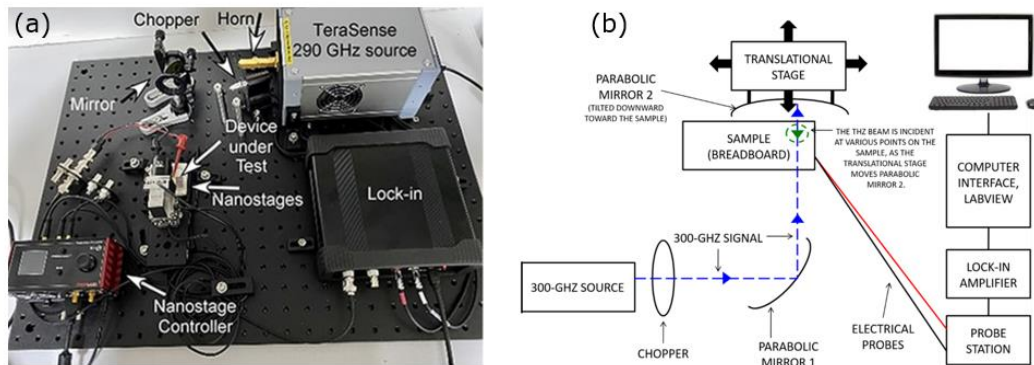 (a)
Chopper
Horn
TeraSense
290 GHz source
Mirror
Device
under
Test
Nanostages
Lock-in
Nanostage
Controller
(b)
TRANSLATIONAL
STAGE
PARABOLIC
MIRROR 2
(TILTED DOWNWARD
TOWARD THE SAMPLE)
SAMPLE
(BREADBOARD)
THE THZ BEAM IS INCIDENT
AT VARIOUS POINTS ON THE
SAMPLE, AS THE
TRANSLATIONAL STAGE
MOVES PARABOLIC
MIRROR 2.
COMPUTER
INTERFACE,
LABVIEW
300-GHZ SIGNAL
300-GHZ SOURCE
LOCK-IN
AMPLIFIER
CHOPPER
PARABOLIC
MIRROR 1
ELECTRICAL
PROBES
PROBE
STATION